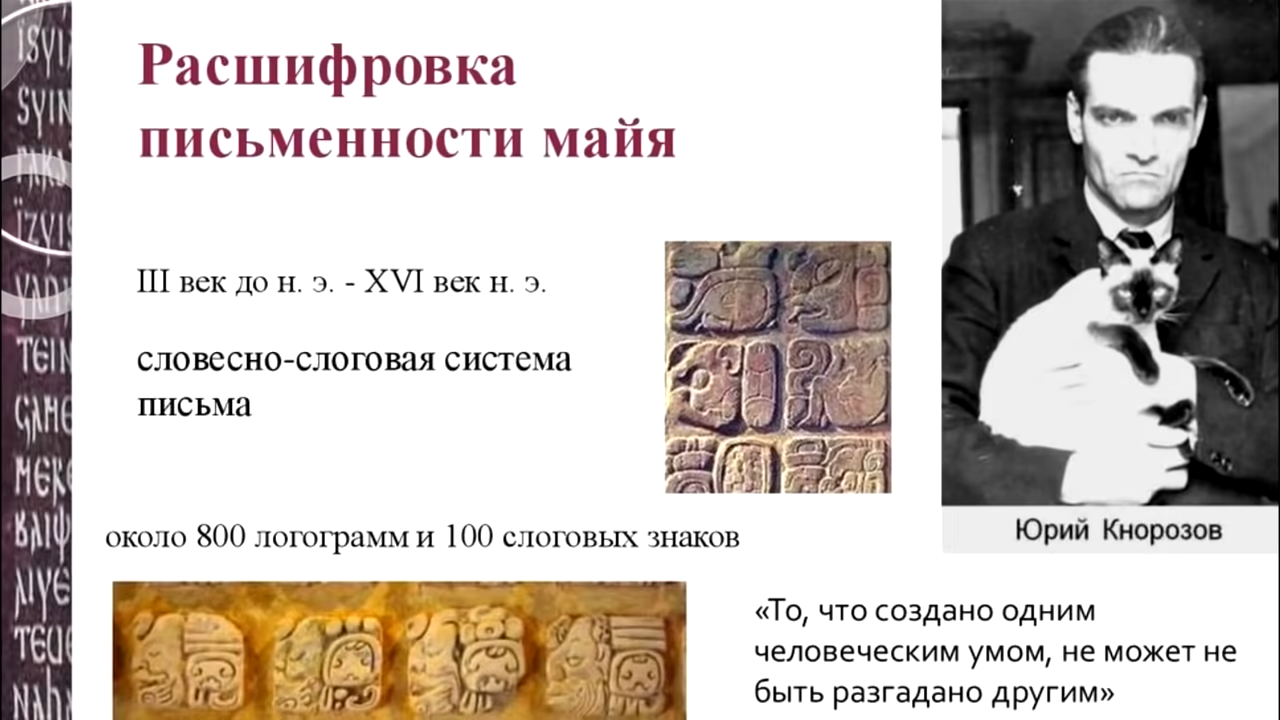 Расшифровка
письменности майя
III век до н. э. - XVI век н. э.
словесно-слоговая система
письма
около 800 логограмм и 100 слоговых знаков
Юрий Кнорозов
«То, что создано одним
человеческим умом, не может не
быть разгадано другим»